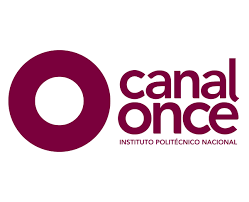 canal
once
INSTITUTO POLITÉCNICO NACIONAL